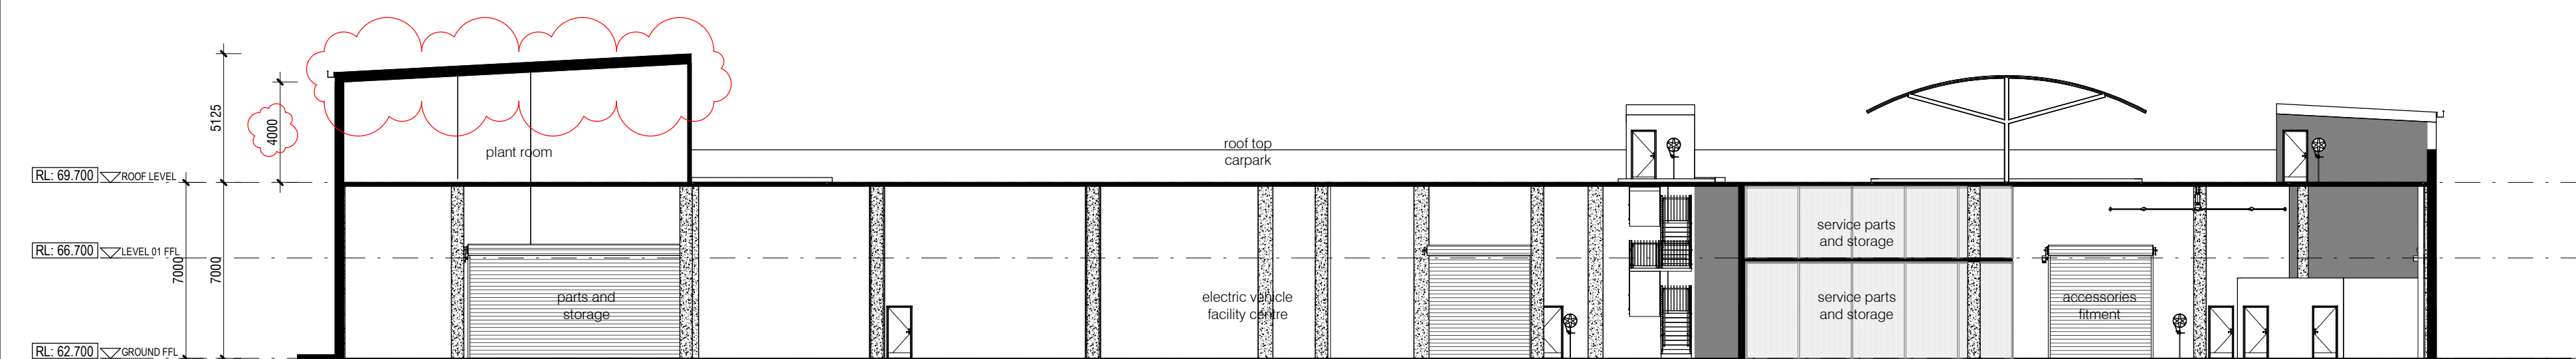 5125
4000
plant room
roof top
carpark
RL: 69.700
ROOF LEVEL
service parts
and storage
RL: 66.700
LEVEL 01 FFL
7000
7000
parts and
storage
electric vehicle
facility centre
service parts
and storage
accessories
fitment
RL: 62.700
GROUND FFL